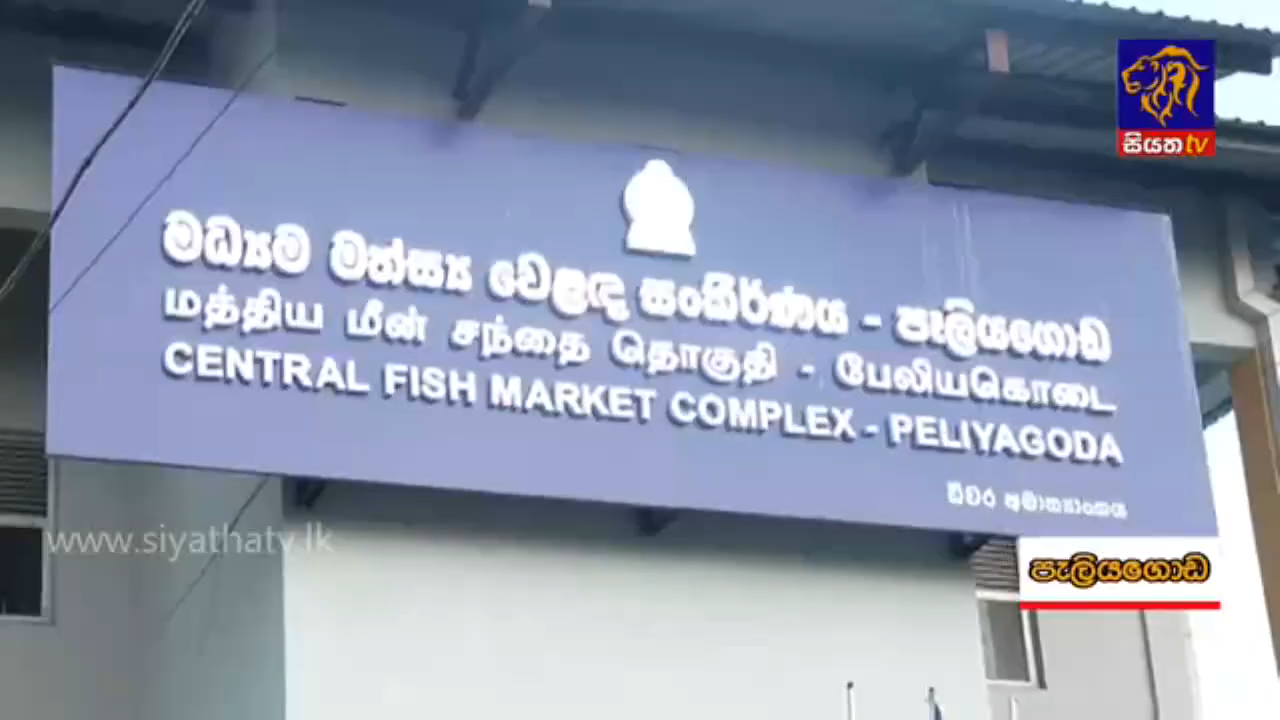 සියත tv
මධ්‍යම මත්ස්‍ය වෙළඳ සංකීර්ණය - පෑලියගොඩ
மத்திய மீன் சந்தை தொகுதி - பேலியகொடை
CENTRAL FISH MARKET COMPLEX - PELIYAGODA
ධීවර අමාත්‍යාංශය
www.siyathatv.lk
පෑලියගොඩ